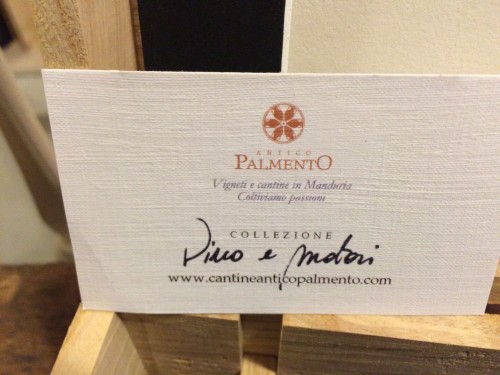 ANTICO
PALMENTO
Vigneti e cantine in Manduria
Coltiviamo passioni
COLLEZIONE
Vino e motori
www.cantineanticopalmento.com